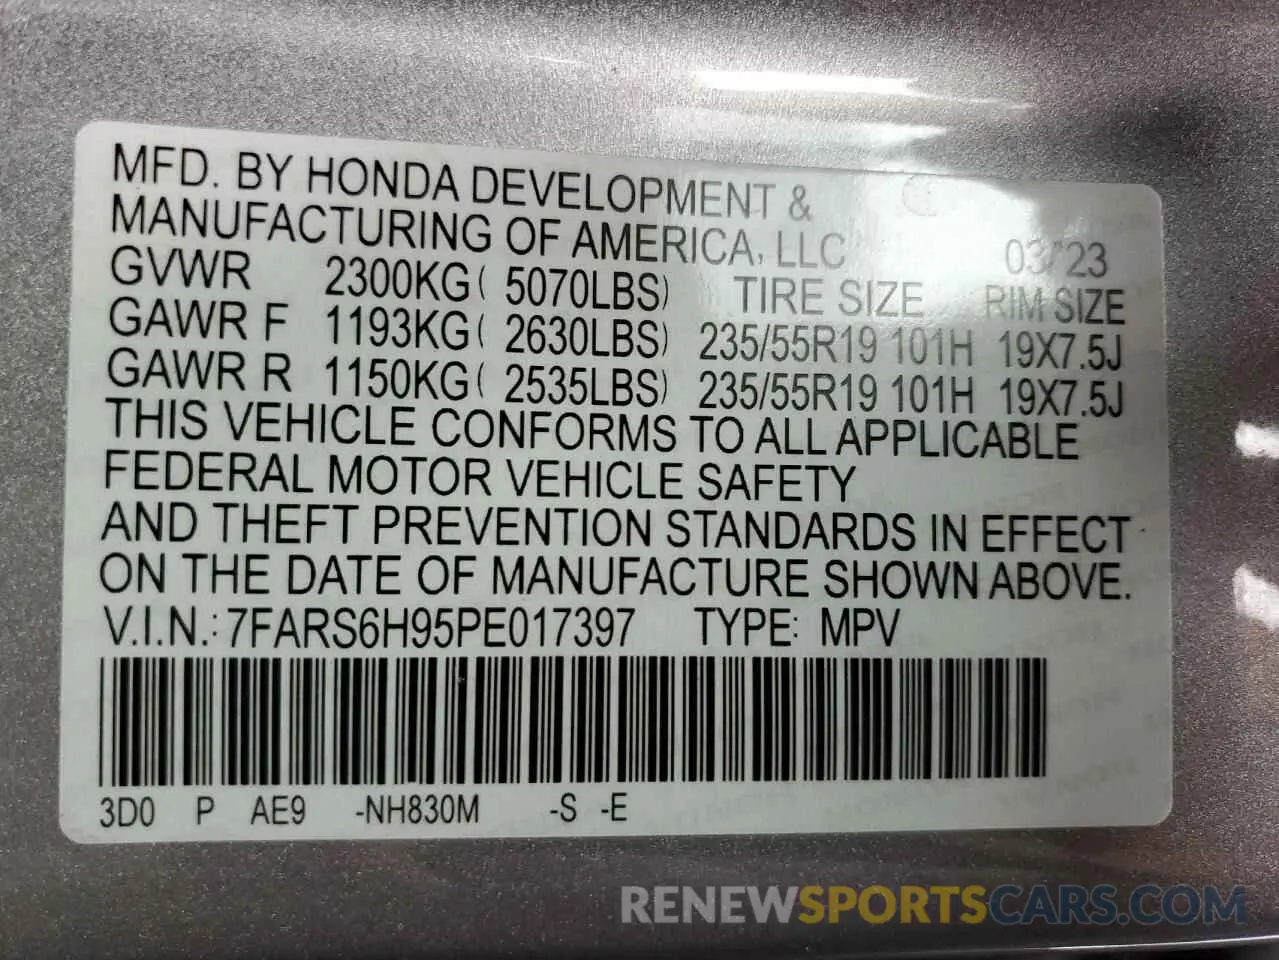 MFD. BY HONDA DEVELOPMENT &
MANUFACTURING OF AMERICA, LLC 03/23
GVWR 2300KG( 5070LBS) TIRE SIZE RIM SIZE
GAWR F 1193KG( 2630LBS) 235/55R19 101H 19X7.5J
GAWR R 1150KG( 2535LBS) 235/55R19 101H 19X7.5J
THIS VEHICLE CONFORMS TO ALL APPLICABLE
FEDERAL MOTOR VEHICLE SAFETY
AND THEFT PREVENTION STANDARDS IN EFFECT
ON THE DATE OF MANUFACTURE SHOWN ABOVE.
V.I.N.: 7FARS6H95PE017397 TYPE: MPV
3D0 P AE9 -NH830M -S -E
RENEWSPORTSCARS.COM